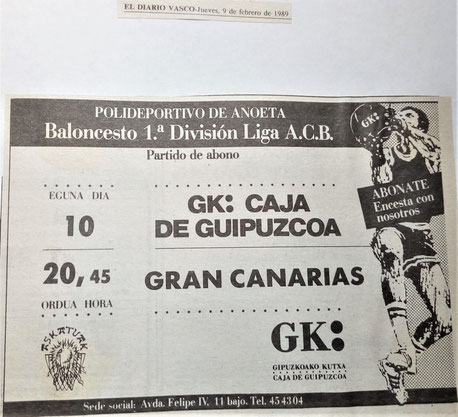 EL DIARIO VASCO-Jueves, 9 de febrero de 1989
POLIDEPORTIVO DE ANOETA
Baloncesto 1.ª División Liga A.C.B.
Partido de abono
GK:
ABONATE
Encesta con
nosotros
EGUNA DIA
10
GK: CAJA
DE GUIPUZCOA
20,45
ORDUA HORA
GRAN CANARIAS
ASKATUAK
GK:
GIPUZKOAKO KUTXA
CAJA DE GUIPUZCOA
Sede social: Avda. Felipe IV, 11 bajo. Tel. 454304